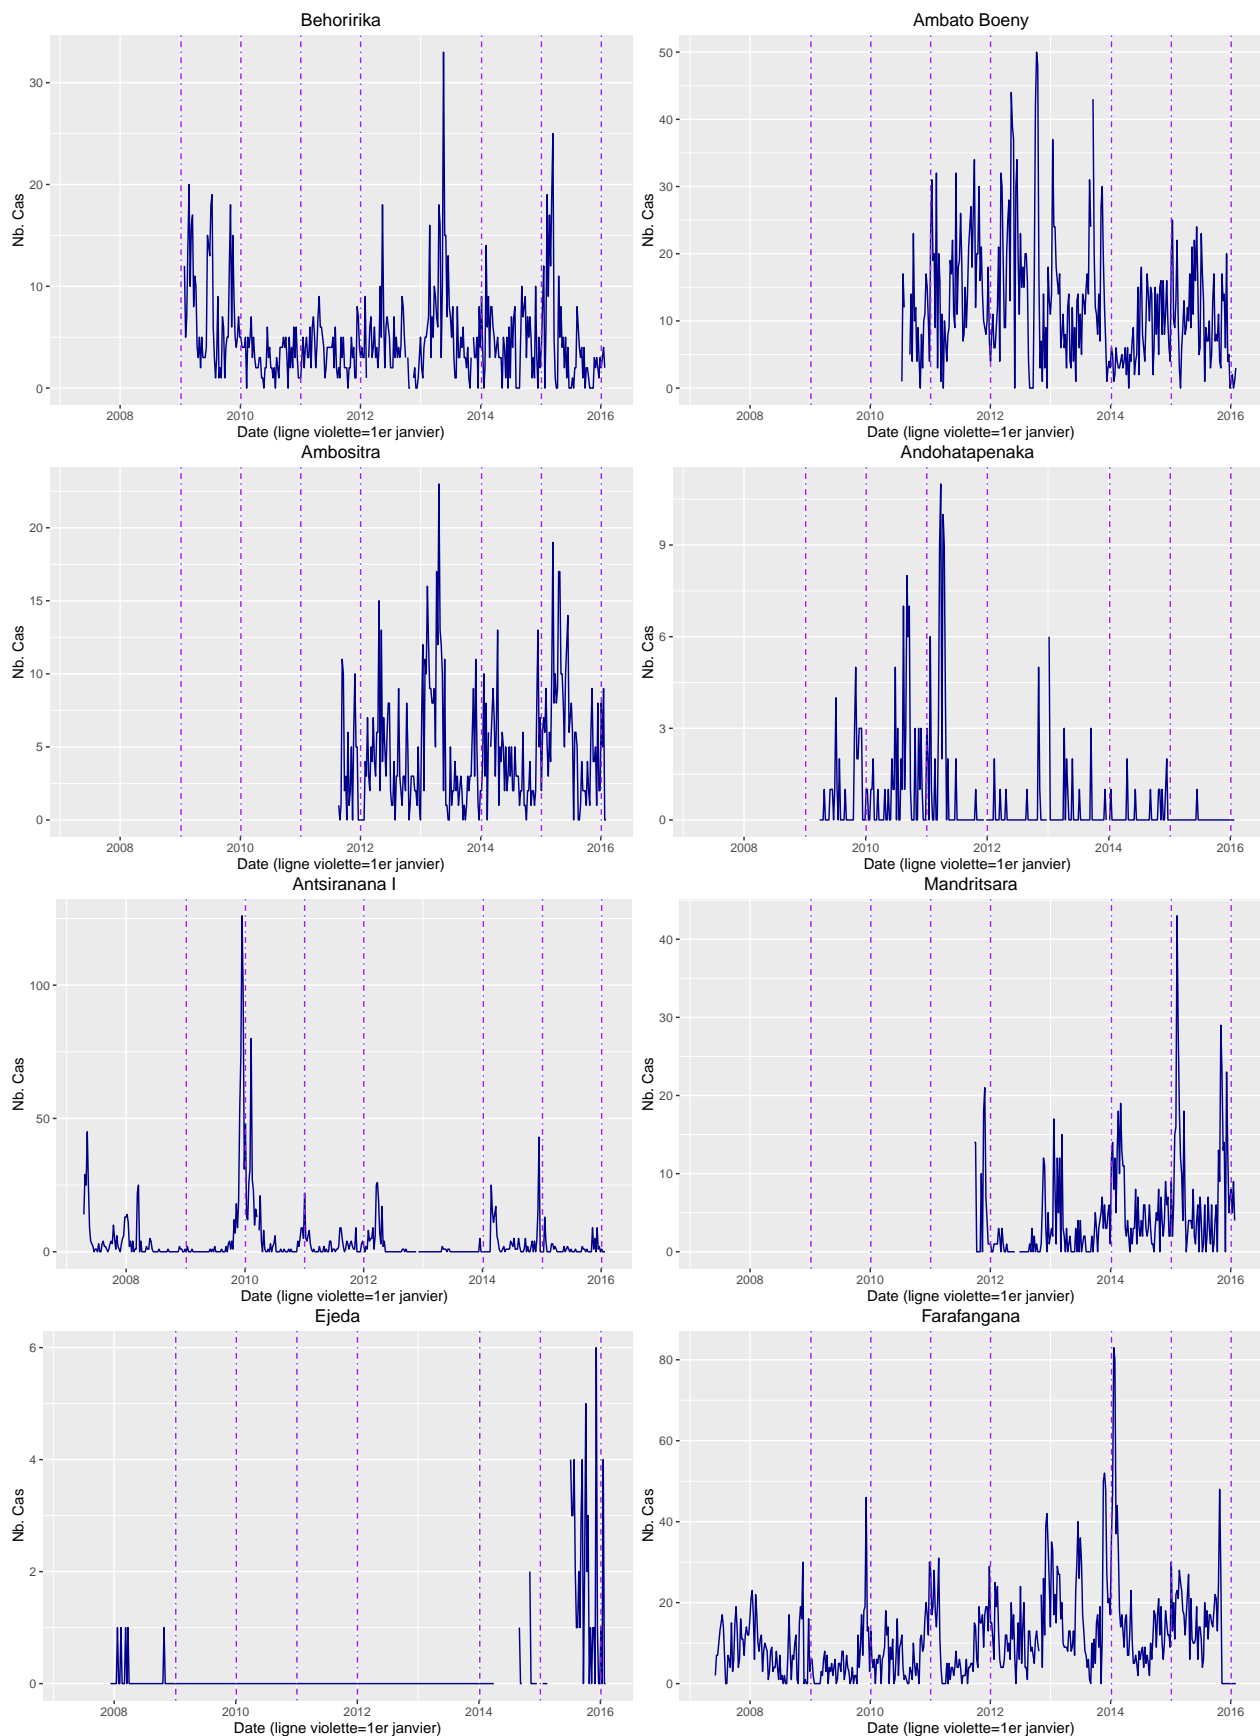 Behoririka
Nb. Cas
30
20
10
0
2008 2010 2012 2014 2016
Date (ligne violette=1er janvier)
Ambato Boeny
Nb. Cas
50
40
30
20
10
0
2008 2010 2012 2014 2016
Date (ligne violette=1er janvier)
Ambositra
Nb. Cas
20
15
10
5
0
2008 2010 2012 2014 2016
Date (ligne violette=1er janvier)
Andohatapenaka
Nb. Cas
9
6
3
0
2008 2010 2012 2014 2016
Date (ligne violette=1er janvier)
Antsiranana I
Nb. Cas
100
50
0
2008 2010 2012 2014 2016
Date (ligne violette=1er janvier)
Mandritsara
Nb. Cas
40
30
20
10
0
2008 2010 2012 2014 2016
Date (ligne violette=1er janvier)
Ejeda
Nb. Cas
6
4
2
0
2008 2010 2012 2014 2016
Date (ligne violette=1er janvier)
Farafangana
Nb. Cas
80
60
40
20
0
2008 2010 2012 2014 2016
Date (ligne violette=1er janvier)